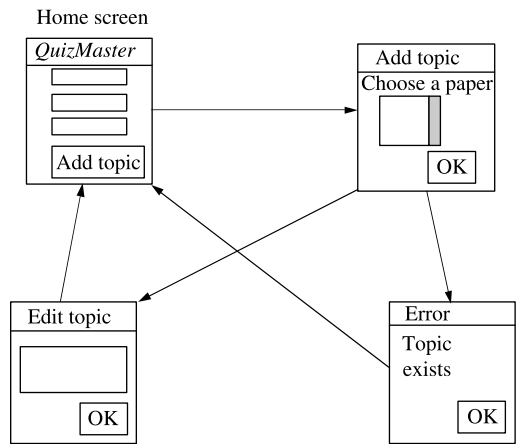 Home screen
QuizMaster
Add topic
Add topic
Choose a paper
OK
Edit topic
OK
Error
Topic
exists
OK